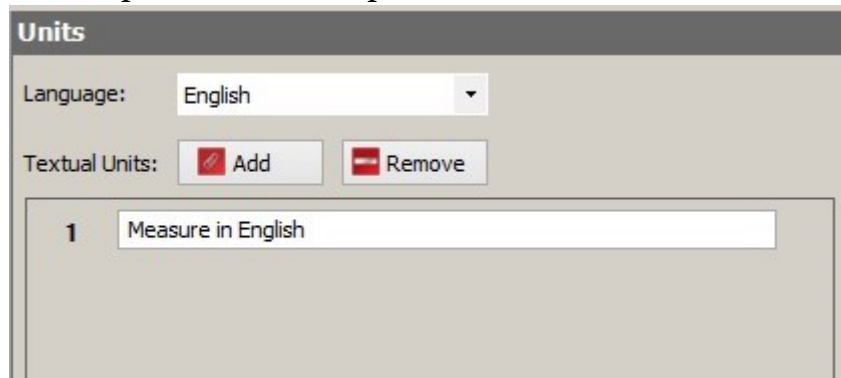 Units
Language: English
Textual Units: Add Remove
1 Measure in English